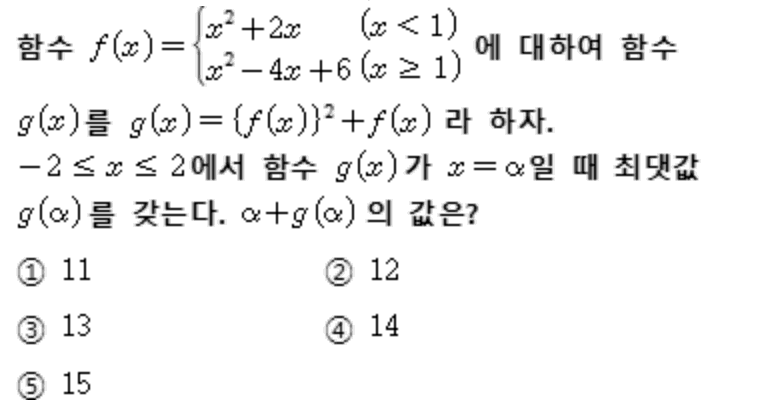 함수 f(x)={x²+2x (x < 1)
x²−4x+6 (x ≥ 1) 에 대하여 함수
g(x)를 g(x)={f(x)}²+f(x) 라 하자.
−2 ≤ x ≤ 2에서 함수 g(x)가 x=α일 때 최댓값
g(α)를 갖는다. α+g(α)의 값은?
① 11 ② 12
③ 13 ④ 14
⑤ 15